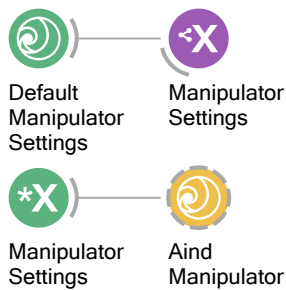 X
Default Manipulator
Manipulator Settings
Settings
*X
Manipulator Aind
Settings Manipulator